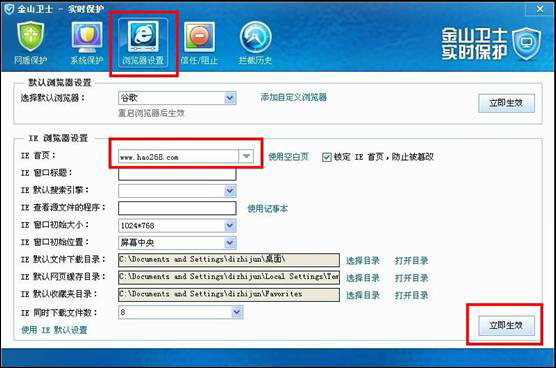 金山卫士 - 实时保护
网盾保护 系统保护 浏览器设置 信任/阻止 拦截历史
金山卫士
实时保护
默认浏览器设置
选择默认浏览器： 谷歌 添加自定义浏览器 立即生效
重启浏览器后生效
IE 浏览器设置
IE 首页： www.hao268.com 使用空白页 锁定 IE 首页，防止被篡改
IE 窗口标题：
IE 默认搜索引擎：
IE 查看源文件的程序： 使用记事本
IE 窗口初始大小： 1024*768
IE 窗口初始位置： 屏幕中央
IE 默认文件下载目录： C:\Documents and Settings\dizhijun\桌面\ 选择目录 打开目录
IE 默认网页缓存目录： C:\Documents and Settings\dizhijun\Local Settings\Tem 选择目录 打开目录
IE 默认收藏夹目录： C:\Documents and Settings\dizhijun\Favorites 选择目录 打开目录
IE 同时下载文件数： 8
使用 IE 默认设置 立即生效